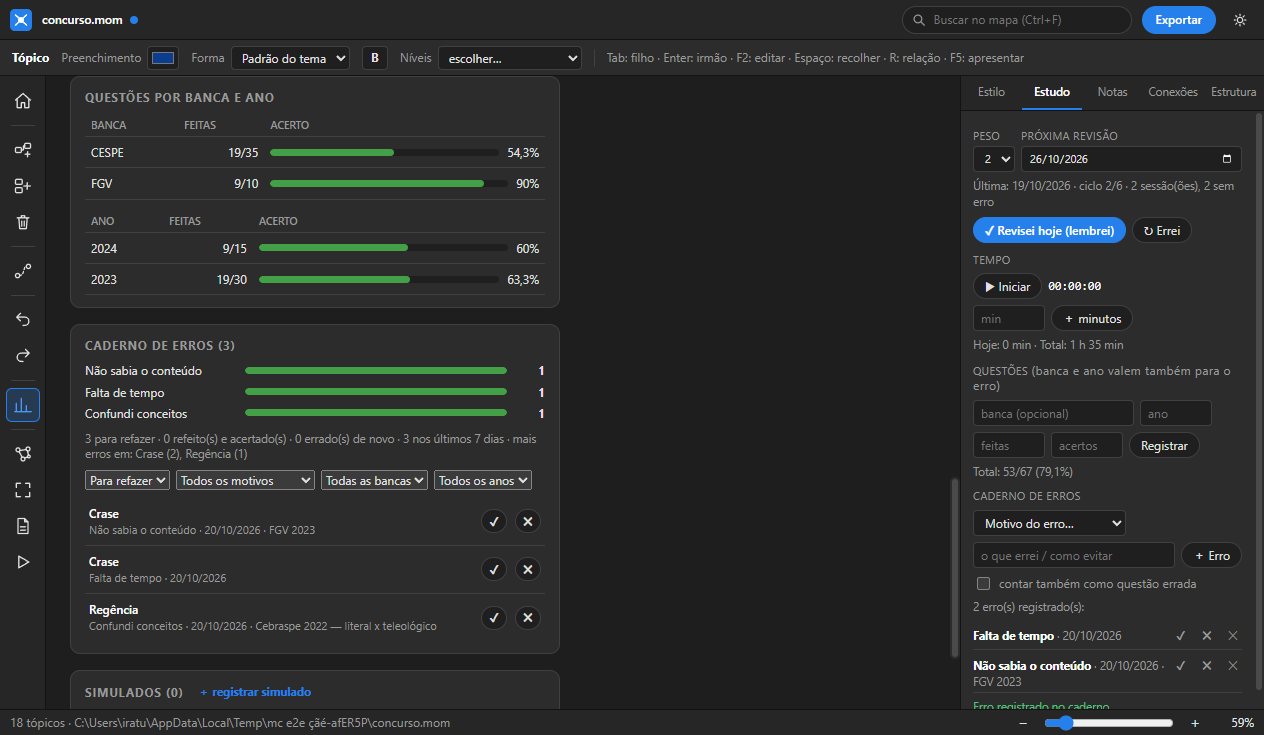 concurso.mom
Buscar no mapa (Ctrl+F)
Exportar
Tópico
Preenchimento
Forma
Padrão do tema
B
Níveis
escolher...
Tab: filho · Enter: irmão · F2: editar · Espaço: recolher · R: relação · F5: apresentar
QUESTÕES POR BANCA E ANO
BANCA FEITAS ACERTO
CESPE 19/35 54,3%
FGV 9/10 90%
ANO FEITAS ACERTO
2024 9/15 60%
2023 19/30 63,3%
CADERNO DE ERROS (3)
Não sabia o conteúdo 1
Falta de tempo 1
Confundi conceitos 1
3 para refazer · 0 refeito(s) e acertado(s) · 0 errado(s) de novo · 3 nos últimos 7 dias · mais
erros em: Crase (2), Regência (1)
Para refazer Todos os motivos Todas as bancas Todos os anos
Crase
Não sabia o conteúdo · 20/10/2026 · FGV 2023
Crase
Falta de tempo · 20/10/2026
Regência
Confundi conceitos · 20/10/2026 · Cebraspe 2022 — literal x teleológico
SIMULADOS (0) + registrar simulado
Estilo Estudo Notas Conexões Estrutura
PESO PRÓXIMA REVISÃO
2 26/10/2026
Última: 19/10/2026 · ciclo 2/6 · 2 sessão(ões), 2 sem
erro
✓ Revisei hoje (lembrei) ↻ Errei
TEMPO
▶ Iniciar 00:00:00
min + minutos
Hoje: 0 min · Total: 1 h 35 min
QUESTÕES (banca e ano valem também para o
erro)
banca (opcional) ano
feitas acertos Registrar
Total: 53/67 (79,1%)
CADERNO DE ERROS
Motivo do erro...
o que errei / como evitar + Erro
contar também como questão errada
2 erro(s) registrado(s):
Falta de tempo · 20/10/2026
Não sabia o conteúdo · 20/10/2026 ·
FGV 2023
Erro registrado no caderno
18 tópicos · C:\Users\iratu\AppData\Local\Temp\mc e2e çãé-afER5P\concurso.mom
− + 59%